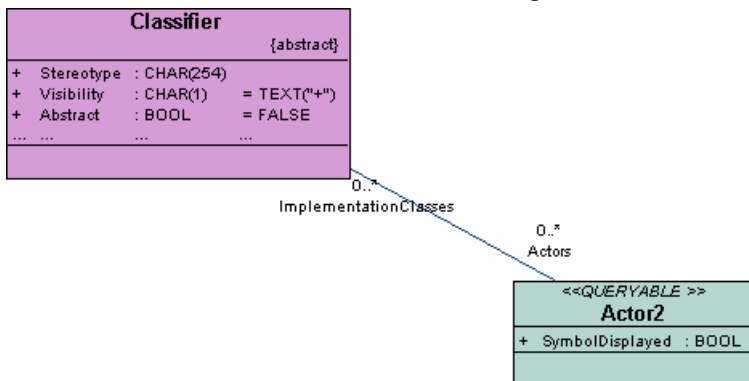 Classifier
{abstract}
+ Stereotype : CHAR(254)
+ Visibility : CHAR(1) = TEXT("+")
+ Abstract : BOOL = FALSE
... ... ... ...
0..*
ImplementationClasses
0..*
Actors
<<QUERYABLE >>
Actor2
+ SymbolDisplayed : BOOL